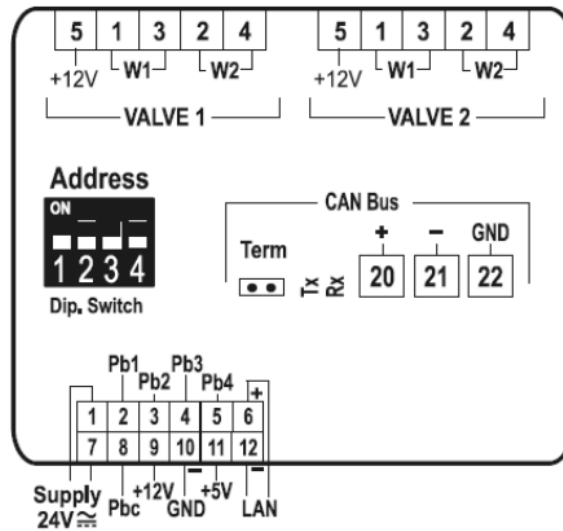 5 1 3 2 4 5 1 3 2 4
+12V W1 W2 +12V W1 W2
VALVE 1 VALVE 2
Address
ON
1 2 3 4
Dip. Switch
CAN Bus
Term + − GND
Tx Rx 20 21 22
Pb1 Pb3
Pb2 Pb4
+
1 2 3 4 5 6
7 8 9 10 11 12
− −
Supply Pbc +12V GND +5V LAN
24V ≂